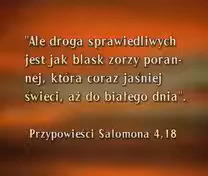 "Ale droga sprawiedliwych
jest jak blask zorzy poran-
nej, która coraz jaśniej
świeci, aż do białego dnia".
Przypowieści Salomona 4,18